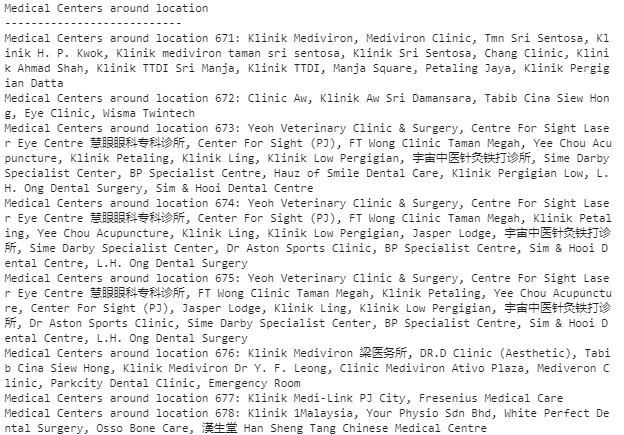 Medical Centers around location
---------------------------
Medical Centers around location 671: Klinik Mediviron, Mediviron Clinic, Tmn Sri Sentosa, Kl
inik H. P. Kwok, Klinik mediviron taman sri sentosa, Klinik Sri Sentosa, Chang Clinic, Klini
k Ahmad Shah, Klinik TTDI Sri Manja, Klinik TTDI, Manja Square, Petaling Jaya, Klinik Pergig
ian Datta
Medical Centers around location 672: Clinic Aw, Klinik Aw Sri Damansara, Tabib Cina Siew Hon
g, Eye Clinic, Wisma Twintech
Medical Centers around location 673: Yeoh Veterinary Clinic & Surgery, Centre For Sight Lase
r Eye Centre 慧眼眼科专科诊所, Center For Sight (PJ), FT Wong Clinic Taman Megah, Yee Chou Acu
puncture, Klinik Petaling, Klinik Ling, Klinik Low Pergigian, 宇宙中医针灸铁打诊所, Sime Darby
Specialist Center, BP Specialist Centre, Hauz of Smile Dental Care, Klinik Pergigian Low, L.
H. Ong Dental Surgery, Sim & Hooi Dental Centre
Medical Centers around location 674: Yeoh Veterinary Clinic & Surgery, Centre For Sight Lase
r Eye Centre 慧眼眼科专科诊所, Center For Sight (PJ), FT Wong Clinic Taman Megah, Klinik Petal
ing, Yee Chou Acupuncture, Klinik Ling, Klinik Low Pergigian, Jasper Lodge, 宇宙中医针灸铁打诊
所, Sime Darby Specialist Center, Dr Aston Sports Clinic, BP Specialist Centre, Sim & Hooi D
ental Centre, L.H. Ong Dental Surgery
Medical Centers around location 675: Yeoh Veterinary Clinic & Surgery, Centre For Sight Lase
r Eye Centre 慧眼眼科专科诊所, FT Wong Clinic Taman Megah, Klinik Petaling, Yee Chou Acupunctu
re, Center For Sight (PJ), Jasper Lodge, Klinik Ling, Klinik Low Pergigian, 宇宙中医针灸铁打诊
所, Dr Aston Sports Clinic, Sime Darby Specialist Center, BP Specialist Centre, Sim & Hooi D
ental Centre, L.H. Ong Dental Surgery
Medical Centers around location 676: Klinik Mediviron 梁医务所, DR.D Clinic (Aesthetic), Tabi
b Cina Siew Hong, Klinik Mediviron Dr Y. F. Leong, Clinic Mediviron Ativo Plaza, Mediveron C
linic, Parkcity Dental Clinic, Emergency Room
Medical Centers around location 677: Klinik Medi-Link PJ City, Fresenius Medical Care
Medical Centers around location 678: Klinik 1Malaysia, Your Physio Sdn Bhd, White Perfect De
ntal Surgery, Osso Bone Care, 漢生堂 Han Sheng Tang Chinese Medical Centre